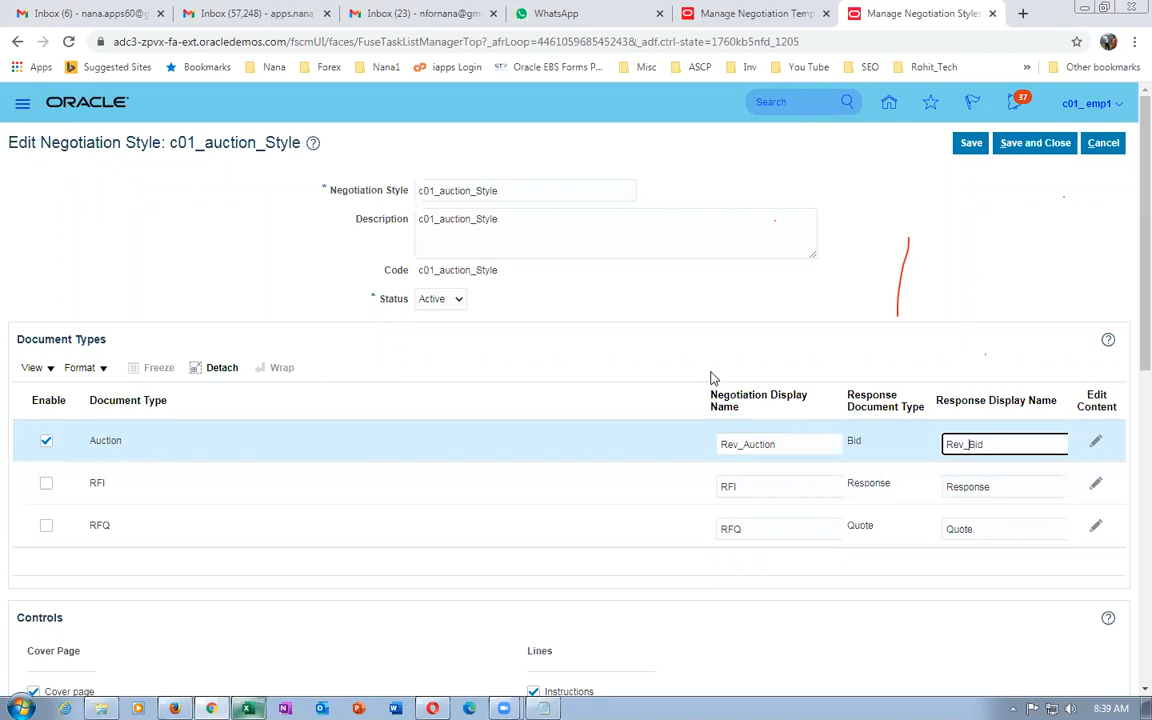 Inbox (6) - nana.apps60@g
Inbox (57,248) - apps.nana
Inbox (23) - nfornana@gm
WhatsApp
Manage Negotiation Temp
Manage Negotiation Styles
adc3-zpvx-fa-ext.oracledemos.com/fscmUI/faces/FuseTaskListManagerTop?_afrLoop=446105968545243&_adf.ctrl-state=1760kb5nfd_1205
Apps
Suggested Sites
Bookmarks
Nana
Forex
Nana1
iapps Login
Oracle EBS Forms P...
Misc
ASCP
Inv
You Tube
SEO
Rohit_Tech
»
Other bookmarks
ORACLE
Search
37
c01_ emp1
Edit Negotiation Style: c01_auction_Style
Save
Save and Close
Cancel
* Negotiation Style
c01_auction_Style
Description
c01_auction_Style
Code
c01_auction_Style
* Status
Active
Document Types
View
Format
Freeze
Detach
Wrap
Enable
Document Type
Negotiation Display Name
Response Document Type
Response Display Name
Edit Content
Auction
Rev_Auction
Bid
Rev_Bid
RFI
RFI
Response
Response
RFQ
RFQ
Quote
Quote
Controls
Cover Page
Lines
Cover page
Instructions
8:39 AM